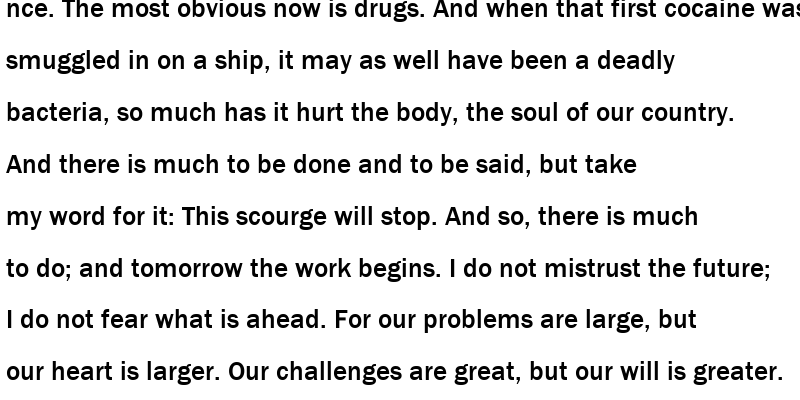 nce. The most obvious now is drugs. And when that first cocaine was
smuggled in on a ship, it may as well have been a deadly
bacteria, so much has it hurt the body, the soul of our country.
And there is much to be done and to be said, but take
my word for it: This scourge will stop. And so, there is much
to do; and tomorrow the work begins. I do not mistrust the future;
I do not fear what is ahead. For our problems are large, but
our heart is larger. Our challenges are great, but our will is greater.